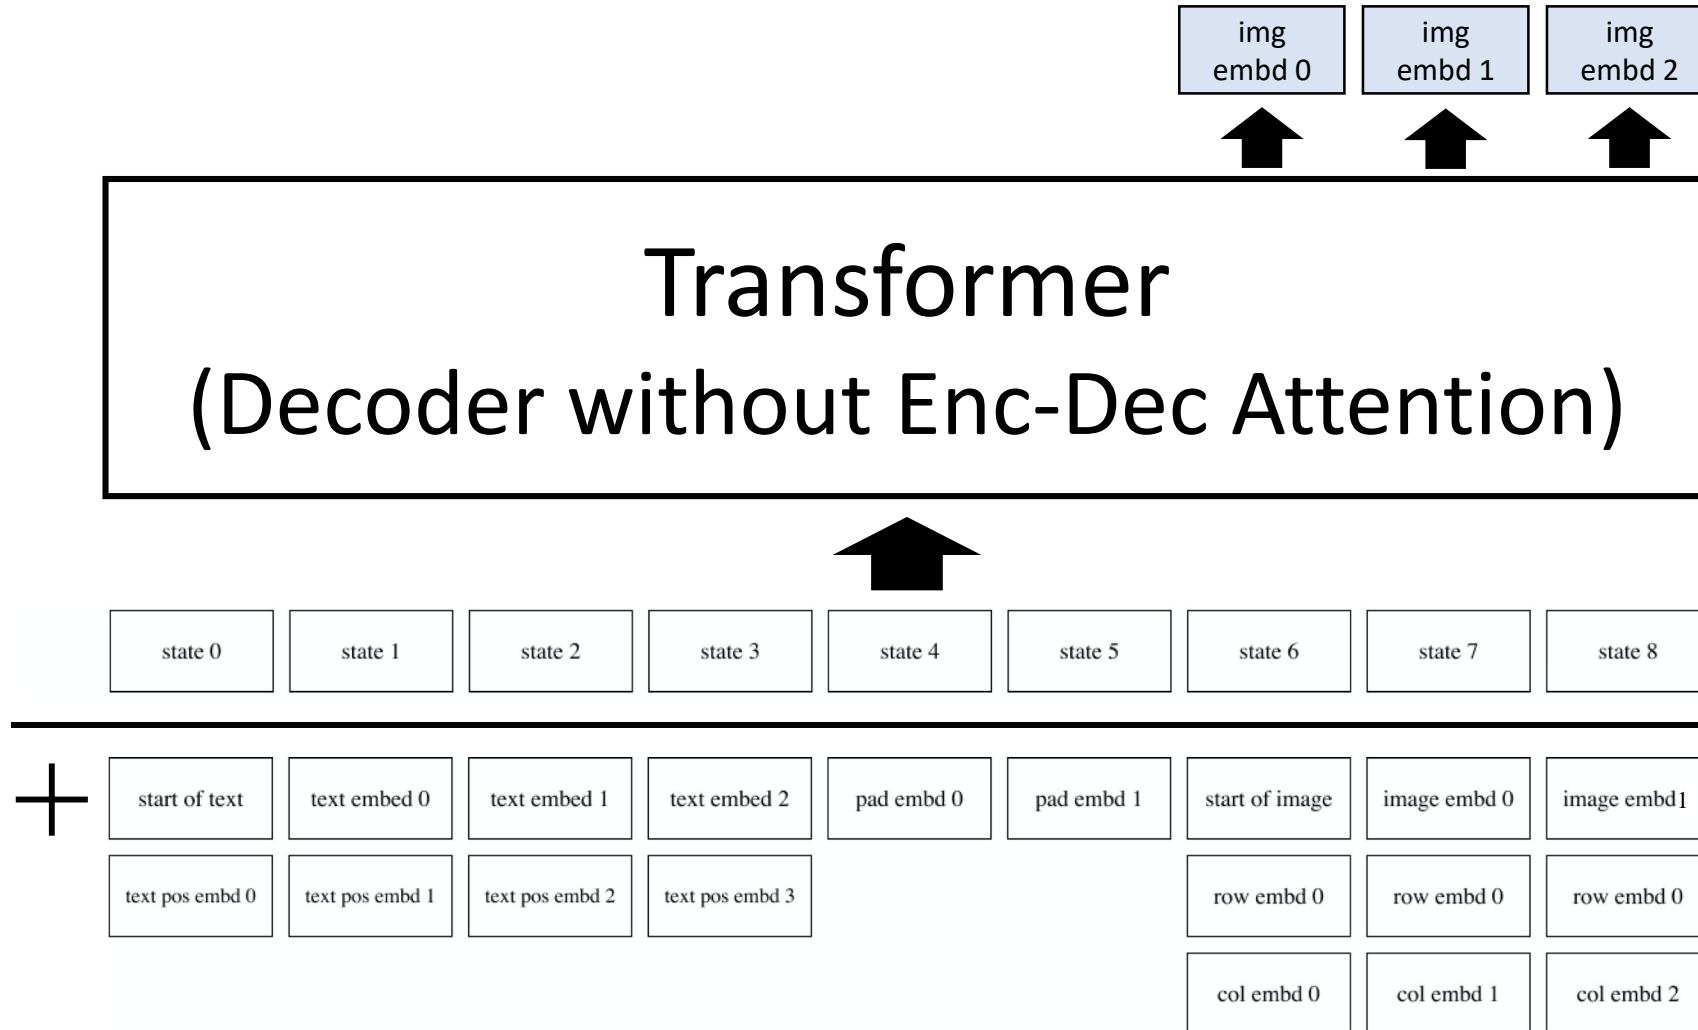 img embd 0
img embd 1
img embd 2
Transformer
(Decoder without Enc-Dec Attention)
state 0
state 1
state 2
state 3
state 4
state 5
state 6
state 7
state 8
+
start of text
text embed 0
text embed 1
text embed 2
pad embd 0
pad embd 1
start of image
image embd 0
image embd1
text pos embd 0
text pos embd 1
text pos embd 2
text pos embd 3
row embd 0
row embd 0
row embd 0
col embd 0
col embd 1
col embd 2